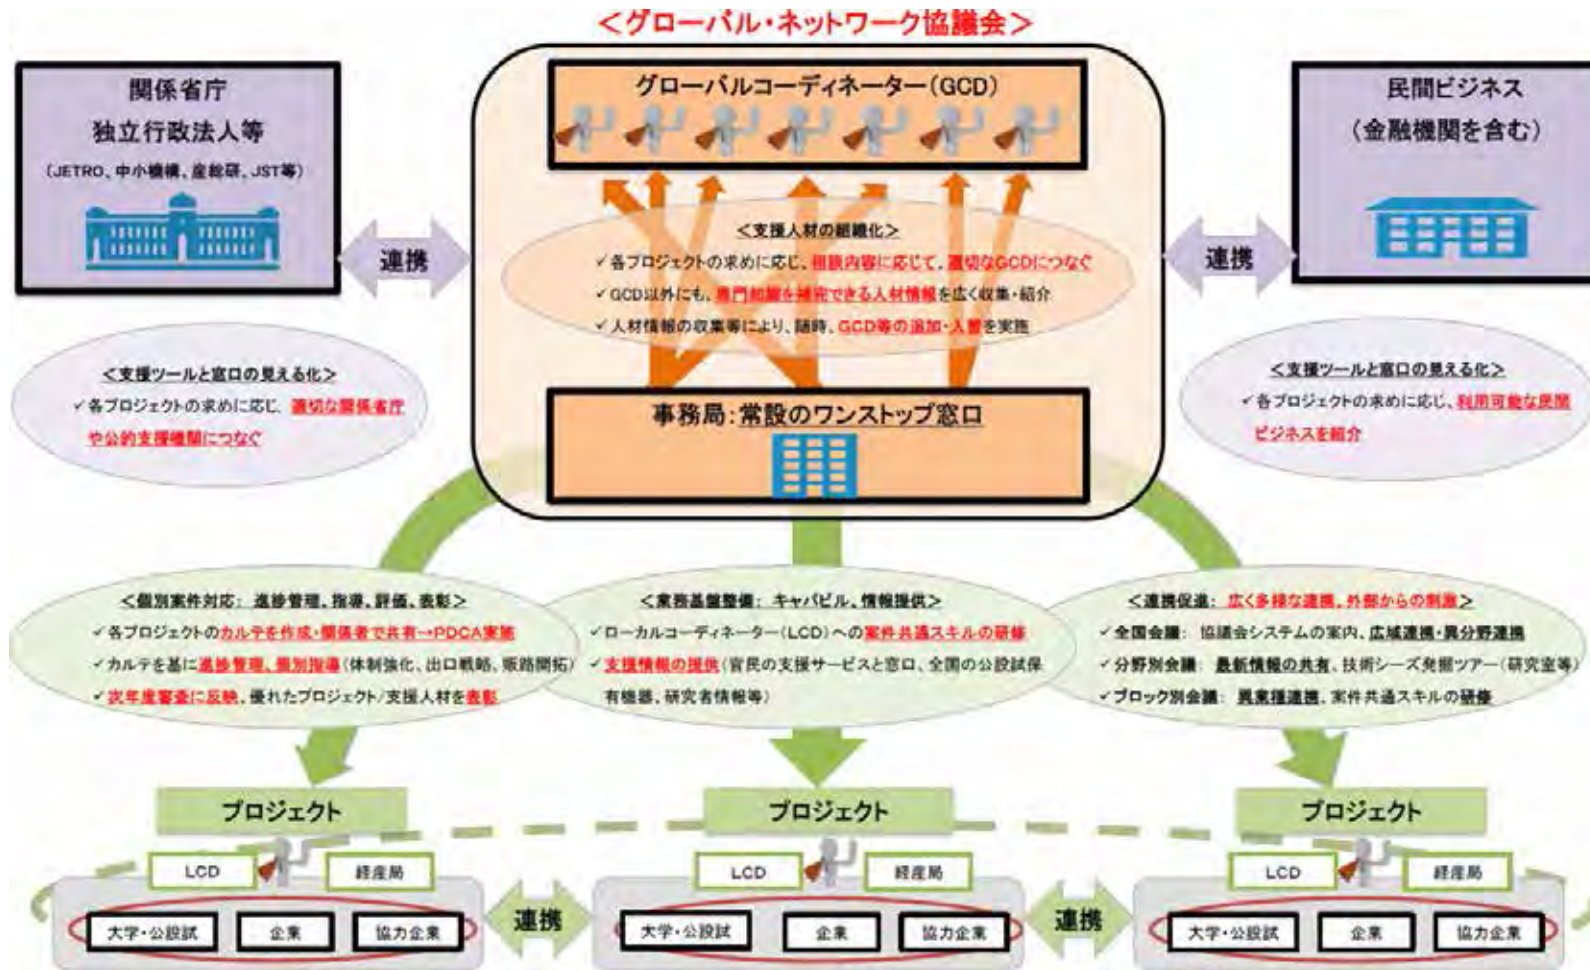 ＜グローバル・ネットワーク協議会＞
関係省庁
独立行政法人等
（JETRO、中小機構、産総研、JST等）
グローバルコーディネーター（GCD）
民間ビジネス
（金融機関を含む）
連携
連携
＜支援人材の組織化＞
✓各プロジェクトの求めに応じ、相談内容に応じて、適切なGCDにつなぐ
✓GCD以外にも、専門知識を補完できる人材情報を広く収集・紹介
✓人材情報の収集等により、随時、GCD等の追加・入替を実施
＜支援ツールと窓口の見える化＞
✓各プロジェクトの求めに応じ、適切な関係省庁
や公的支援機関につなぐ
事務局：常設のワンストップ窓口
＜支援ツールと窓口の見える化＞
✓各プロジェクトの求めに応じ、利用可能な民間
ビジネスを紹介
＜個別案件対応： 進捗管理、指導、評価、表彰＞
✓各プロジェクトのカルテを作成・関係者で共有→PDCA実施
✓カルテを基に進捗管理、個別指導（体制強化、出口戦略、販路開拓）
✓次年度審査に反映、優れたプロジェクト/支援人材を表彰
＜業務基盤整備： キャパビル、情報提供＞
✓ローカルコーディネーター（LCD）への案件共通スキルの研修
✓支援情報の提供（官民の支援サービスと窓口、全国の公設試保
有機器、研究者情報等）
＜連携促進： 広く多様な連携、外部からの刺激＞
✓全国会議： 協議会システムの案内、広域連携・異分野連携
✓分野別会議： 最新情報の共有、技術シーズ発掘ツアー（研究室等）
✓ブロック別会議： 異業種連携、案件共通スキルの研修
プロジェクト
LCD
経産局
大学・公設試
企業
協力企業
連携
プロジェクト
LCD
経産局
大学・公設試
企業
協力企業
連携
プロジェクト
LCD
経産局
大学・公設試
企業
協力企業